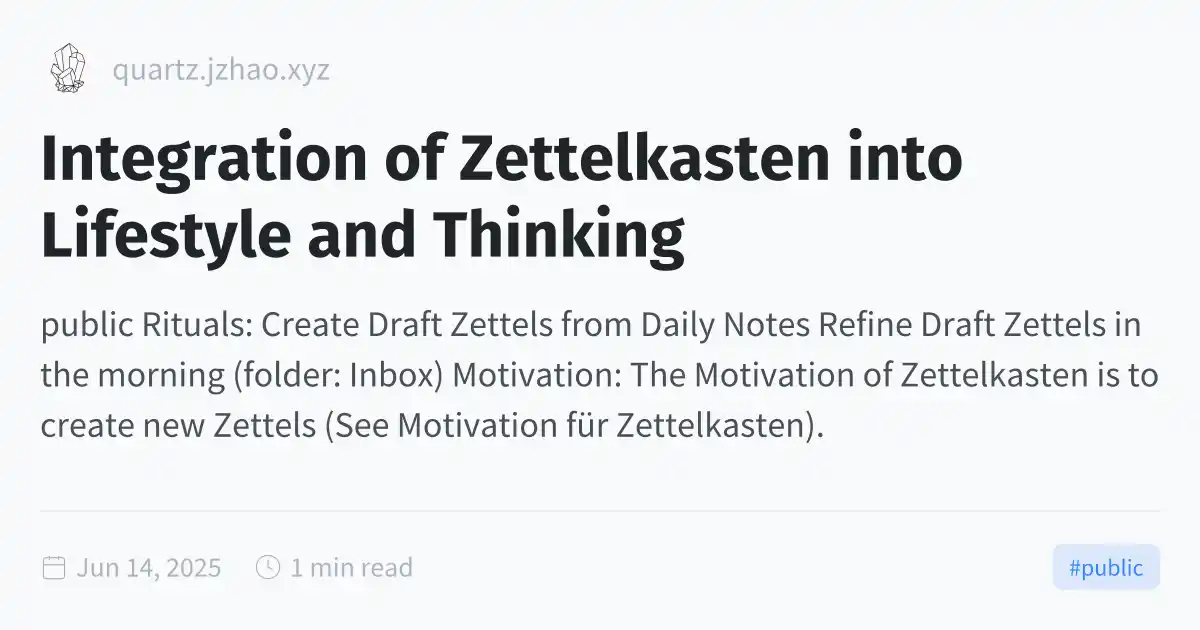 quartz.jzhao.xyz
Integration of Zettelkasten into
Lifestyle and Thinking
public Rituals: Create Draft Zettels from Daily Notes Refine Draft Zettels in
the morning (folder: Inbox) Motivation: The Motivation of Zettelkasten is to
create new Zettels (See Motivation für Zettelkasten).
Jun 14, 2025 1 min read #public